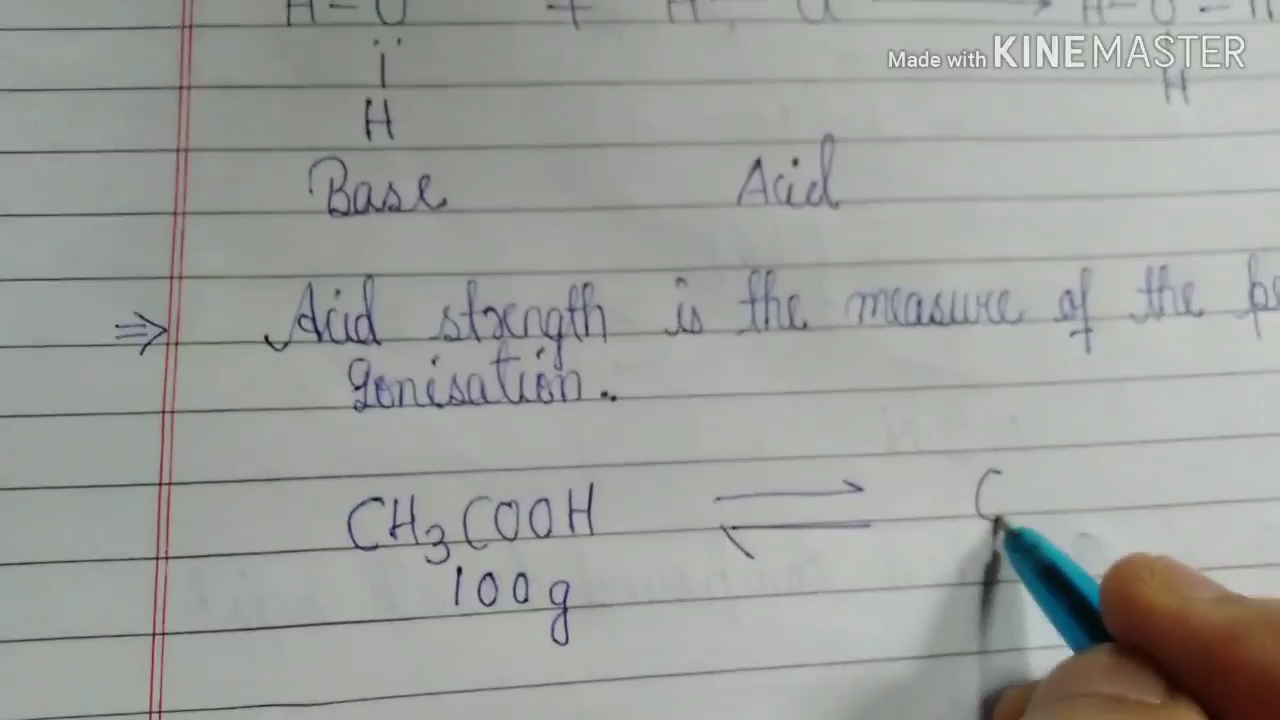 H-O + H
Made with KINEMASTER
H H
Base Acid
⇒ Acid strength is the measure of the
Ionisation..
CH3COOH ⇌ C
100g